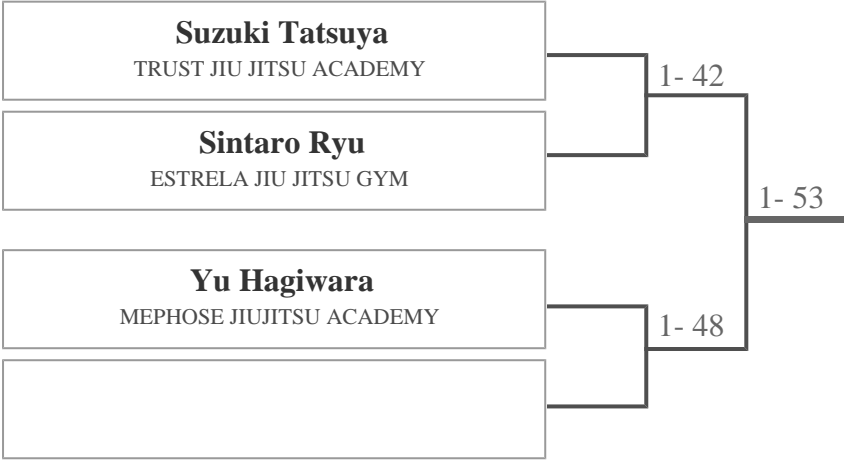 Suzuki Tatsuya
TRUST JIU JITSU ACADEMY
1- 42
Sintaro Ryu
ESTRELA JIU JITSU GYM
1- 53
Yu Hagiwara
MEPHOSE JIUJITSU ACADEMY
1- 48